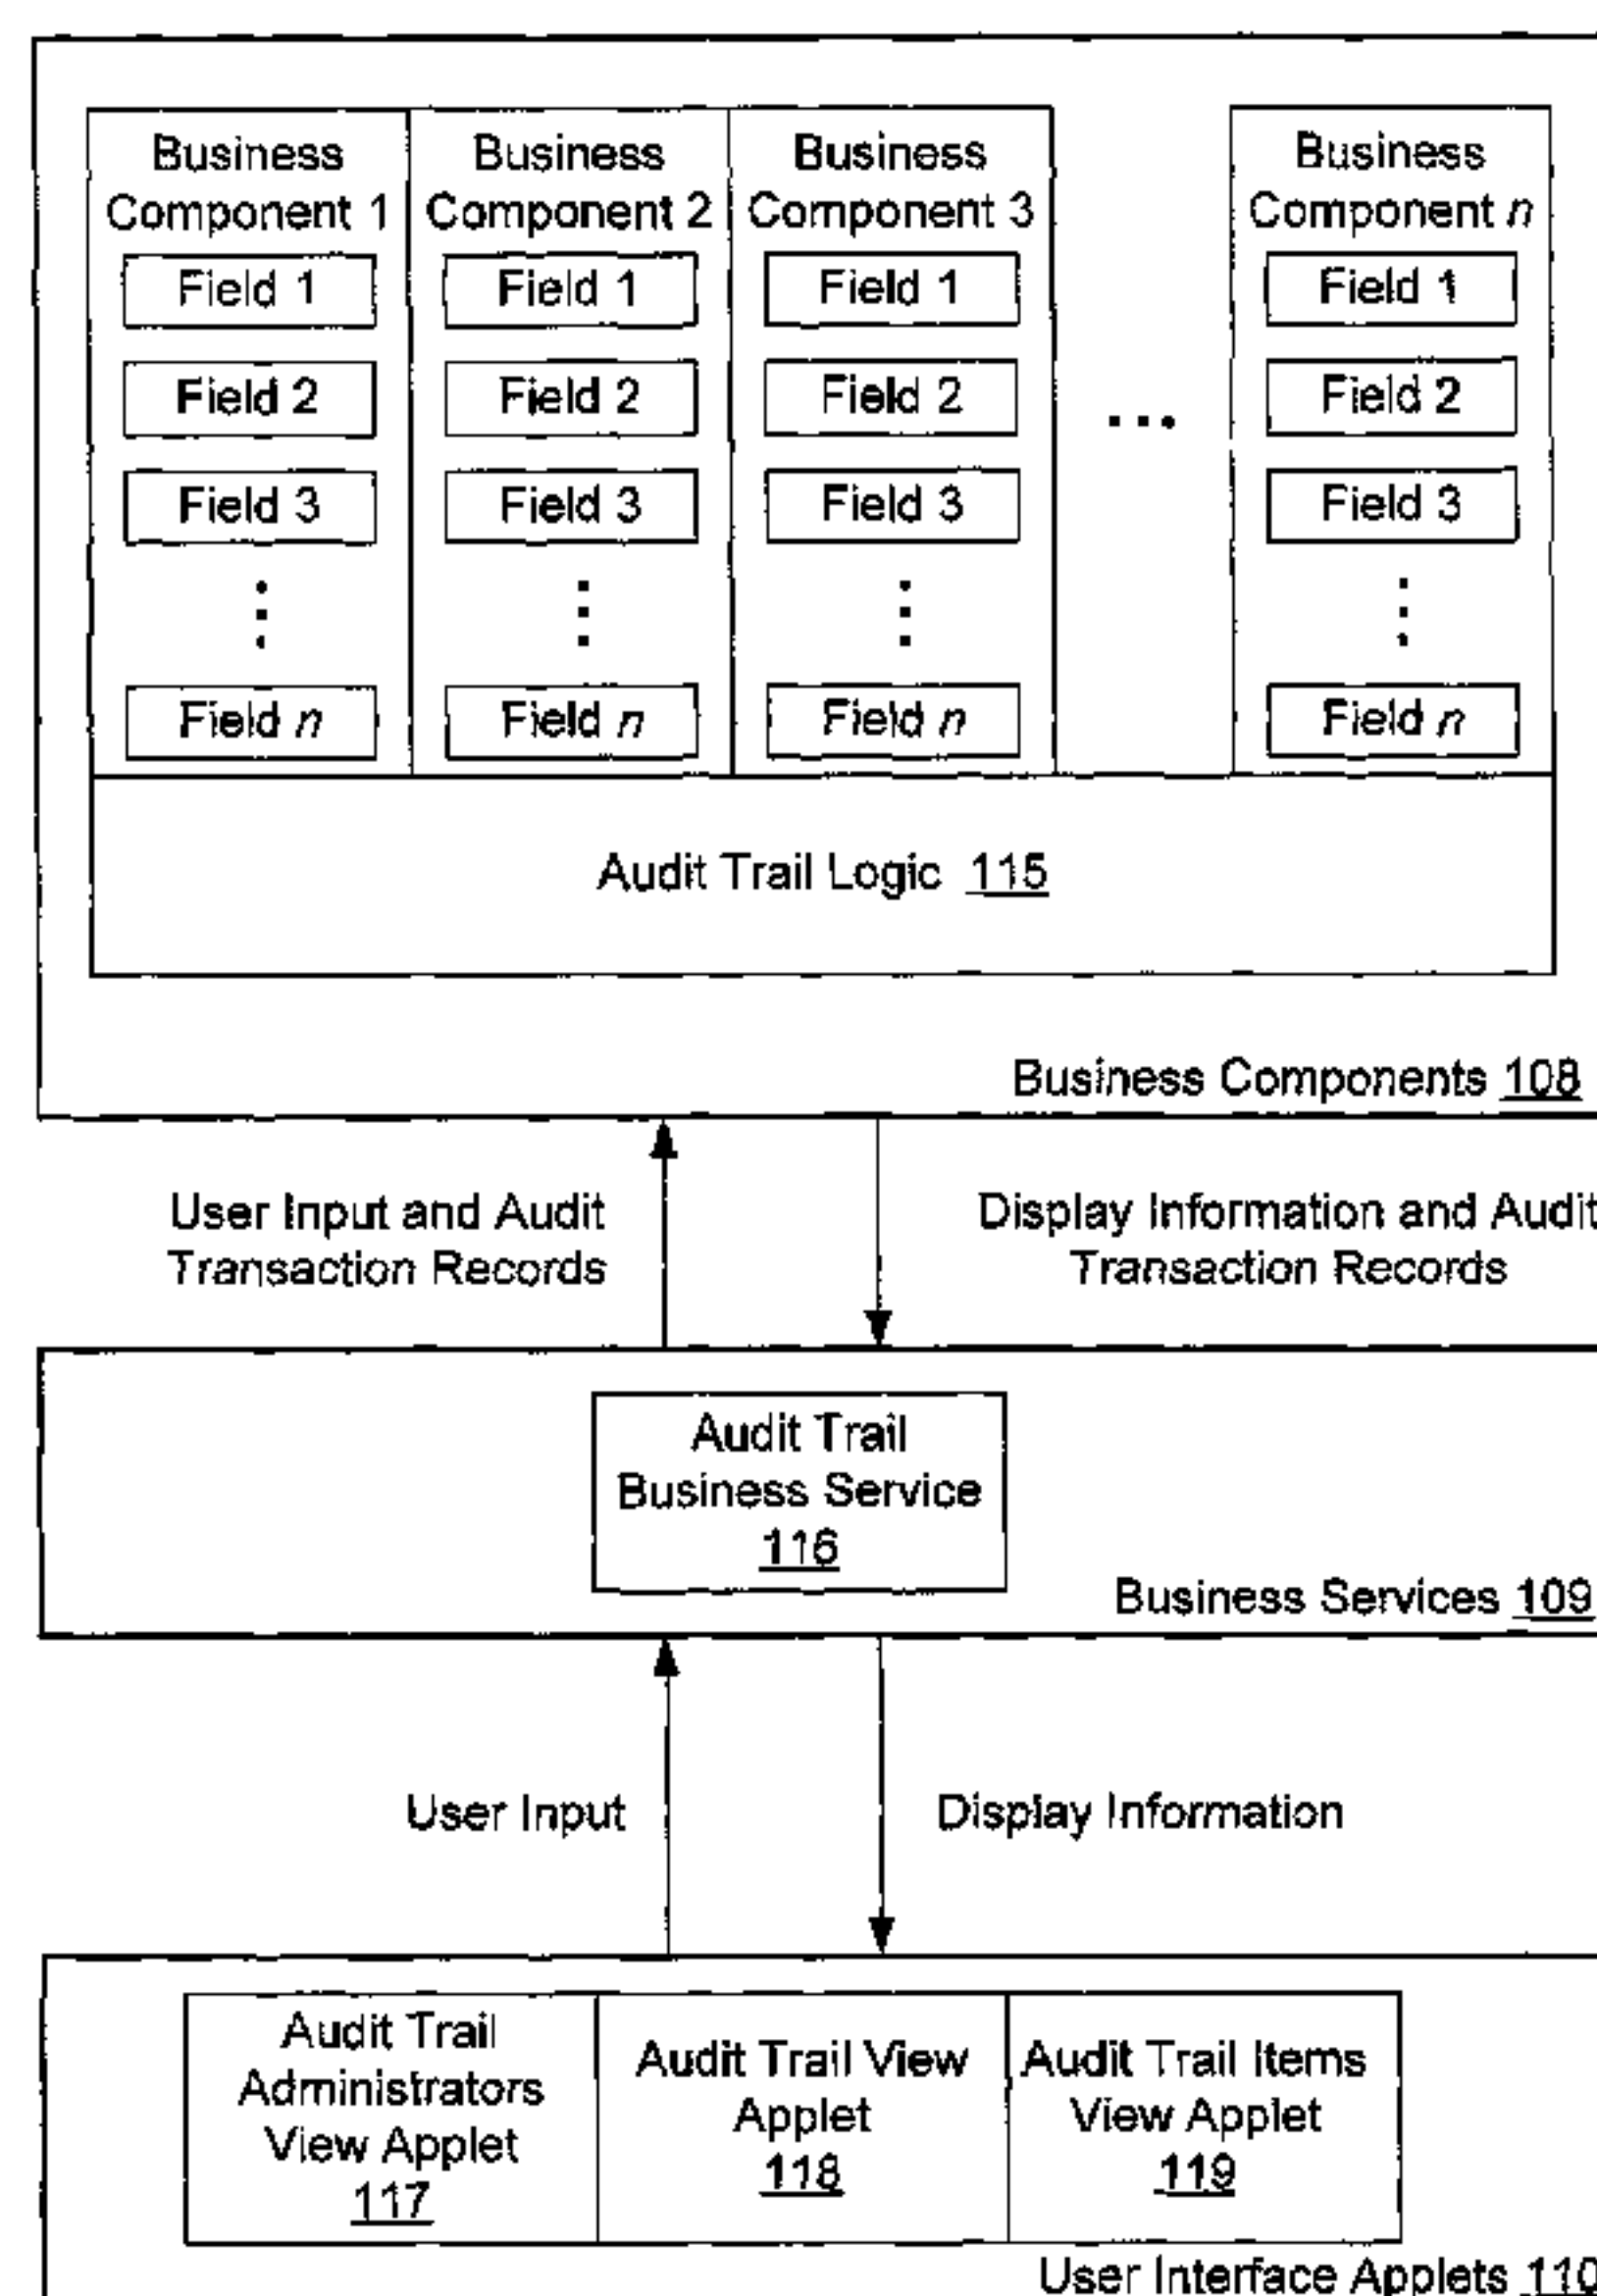 Business Component 1
Field 1
Field 2
Field 3
Field n
Business Component 2
Field 1
Field 2
Field 3
Field n
Business Component 3
Field 1
Field 2
Field 3
Field n
...
Business Component n
Field 1
Field 2
Field 3
Field n
Audit Trail Logic 115
Business Components 108
User Input and Audit
Transaction Records
Display Information and Audit
Transaction Records
Audit Trail
Business Service
116
Business Services 109
User Input
Display Information
Audit Trail
Administrators
View Applet
117
Audit Trail View
Applet
118
Audit Trail Items
View Applet
119
User Interface Applets 110